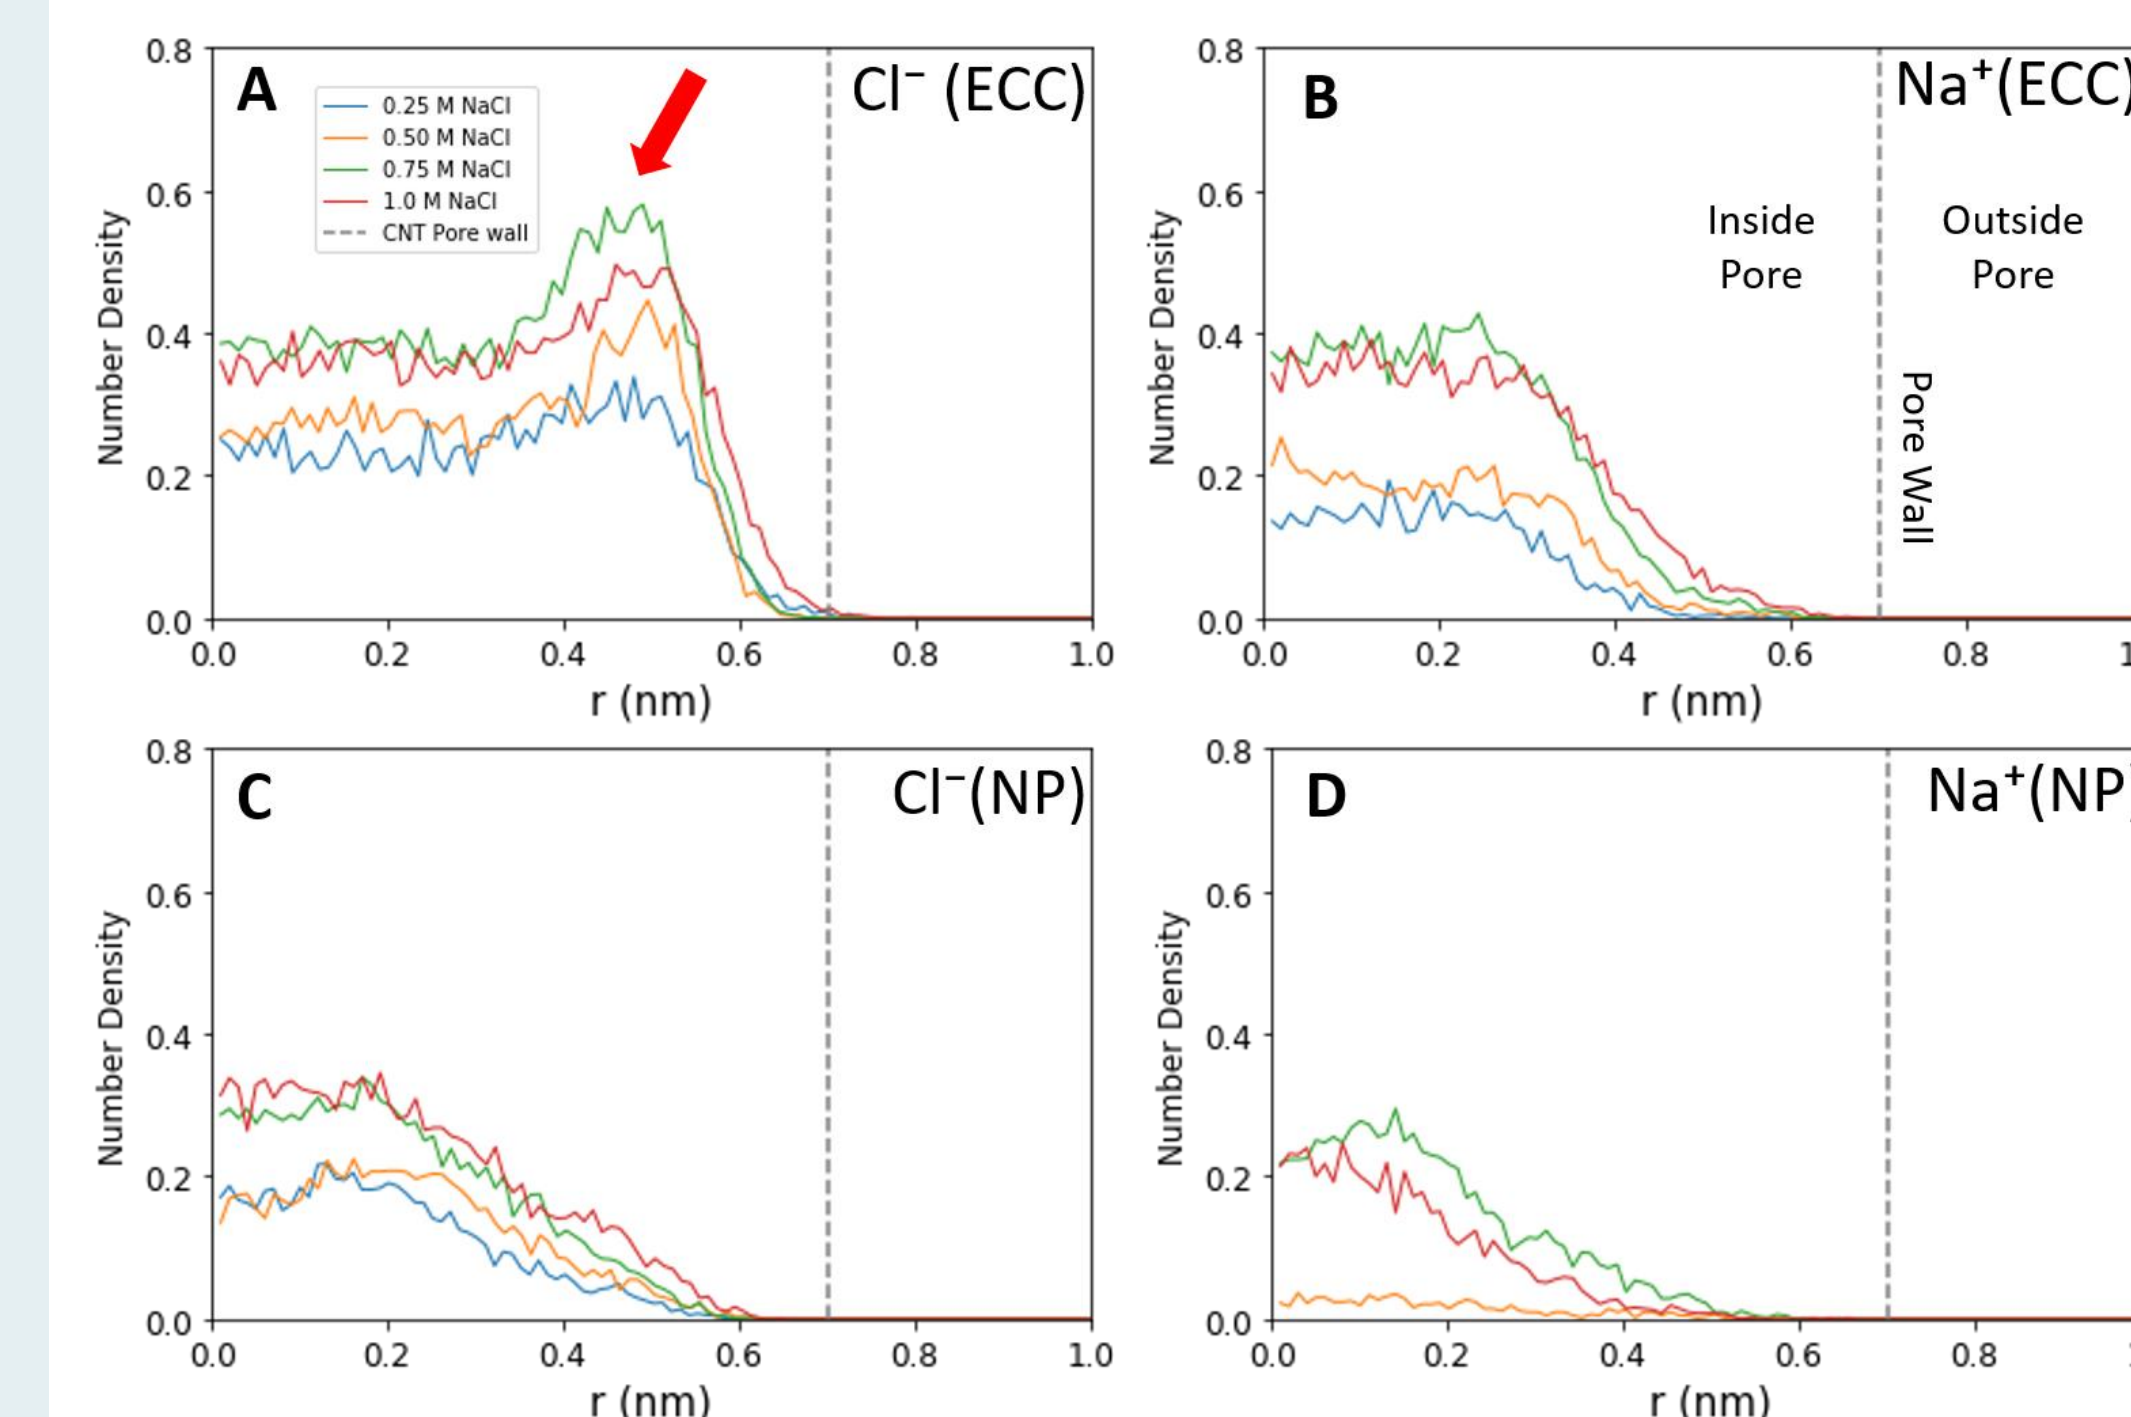 A
Cl⁻ (ECC)
0.25 M NaCl
0.50 M NaCl
0.75 M NaCl
1.0 M NaCl
CNT Pore wall
Number Density
0.8
0.6
0.4
0.2
0.0
0.0 0.2 0.4 0.6 0.8 1.0
r (nm)
B
Na⁺(ECC)
Inside
Pore
Outside
Pore
Pore Wall
Number Density
0.8
0.6
0.4
0.2
0.0
0.0 0.2 0.4 0.6 0.8
r (nm)
C
Cl⁻(NP)
Number Density
0.8
0.6
0.4
0.2
0.0
0.0 0.2 0.4 0.6 0.8 1.0
r (nm)
D
Na⁺(NP)
Number Density
0.8
0.6
0.4
0.2
0.0
0.0 0.2 0.4 0.6 0.8
r (nm)